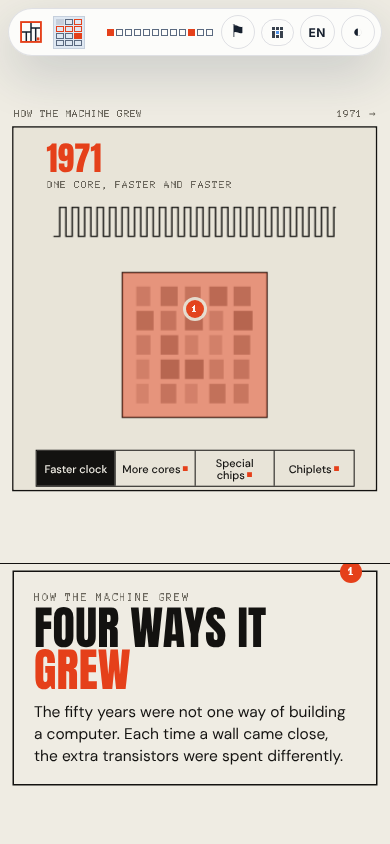 EN
HOW THE MACHINE GREW
1971 →
1971
ONE CORE, FASTER AND FASTER
1
Faster clock
More cores
Special
chips
Chiplets
1
HOW THE MACHINE GREW
FOUR WAYS IT
GREW
The fifty years were not one way of building
a computer. Each time a wall came close,
the extra transistors were spent differently.